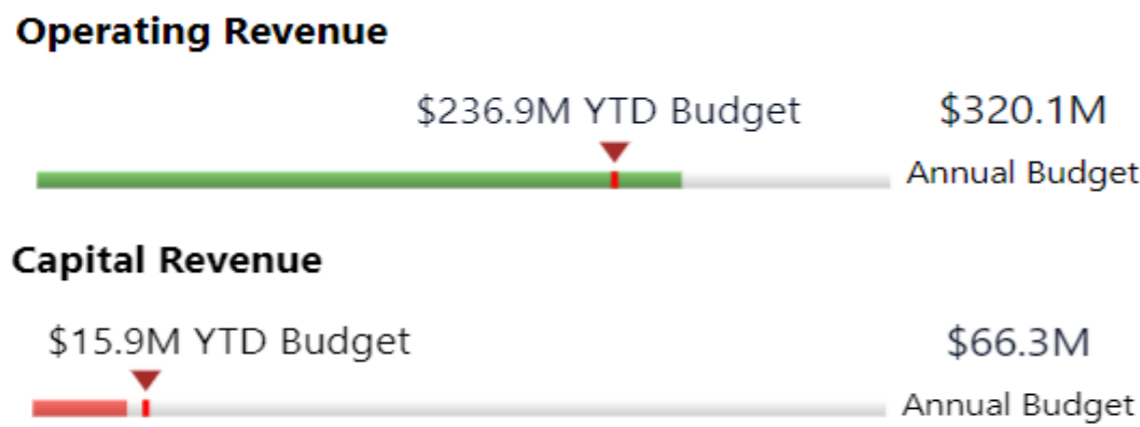 Operating Revenue
$236.9M YTD Budget
$320.1M
Annual Budget
Capital Revenue
$15.9M YTD Budget
$66.3M
Annual Budget